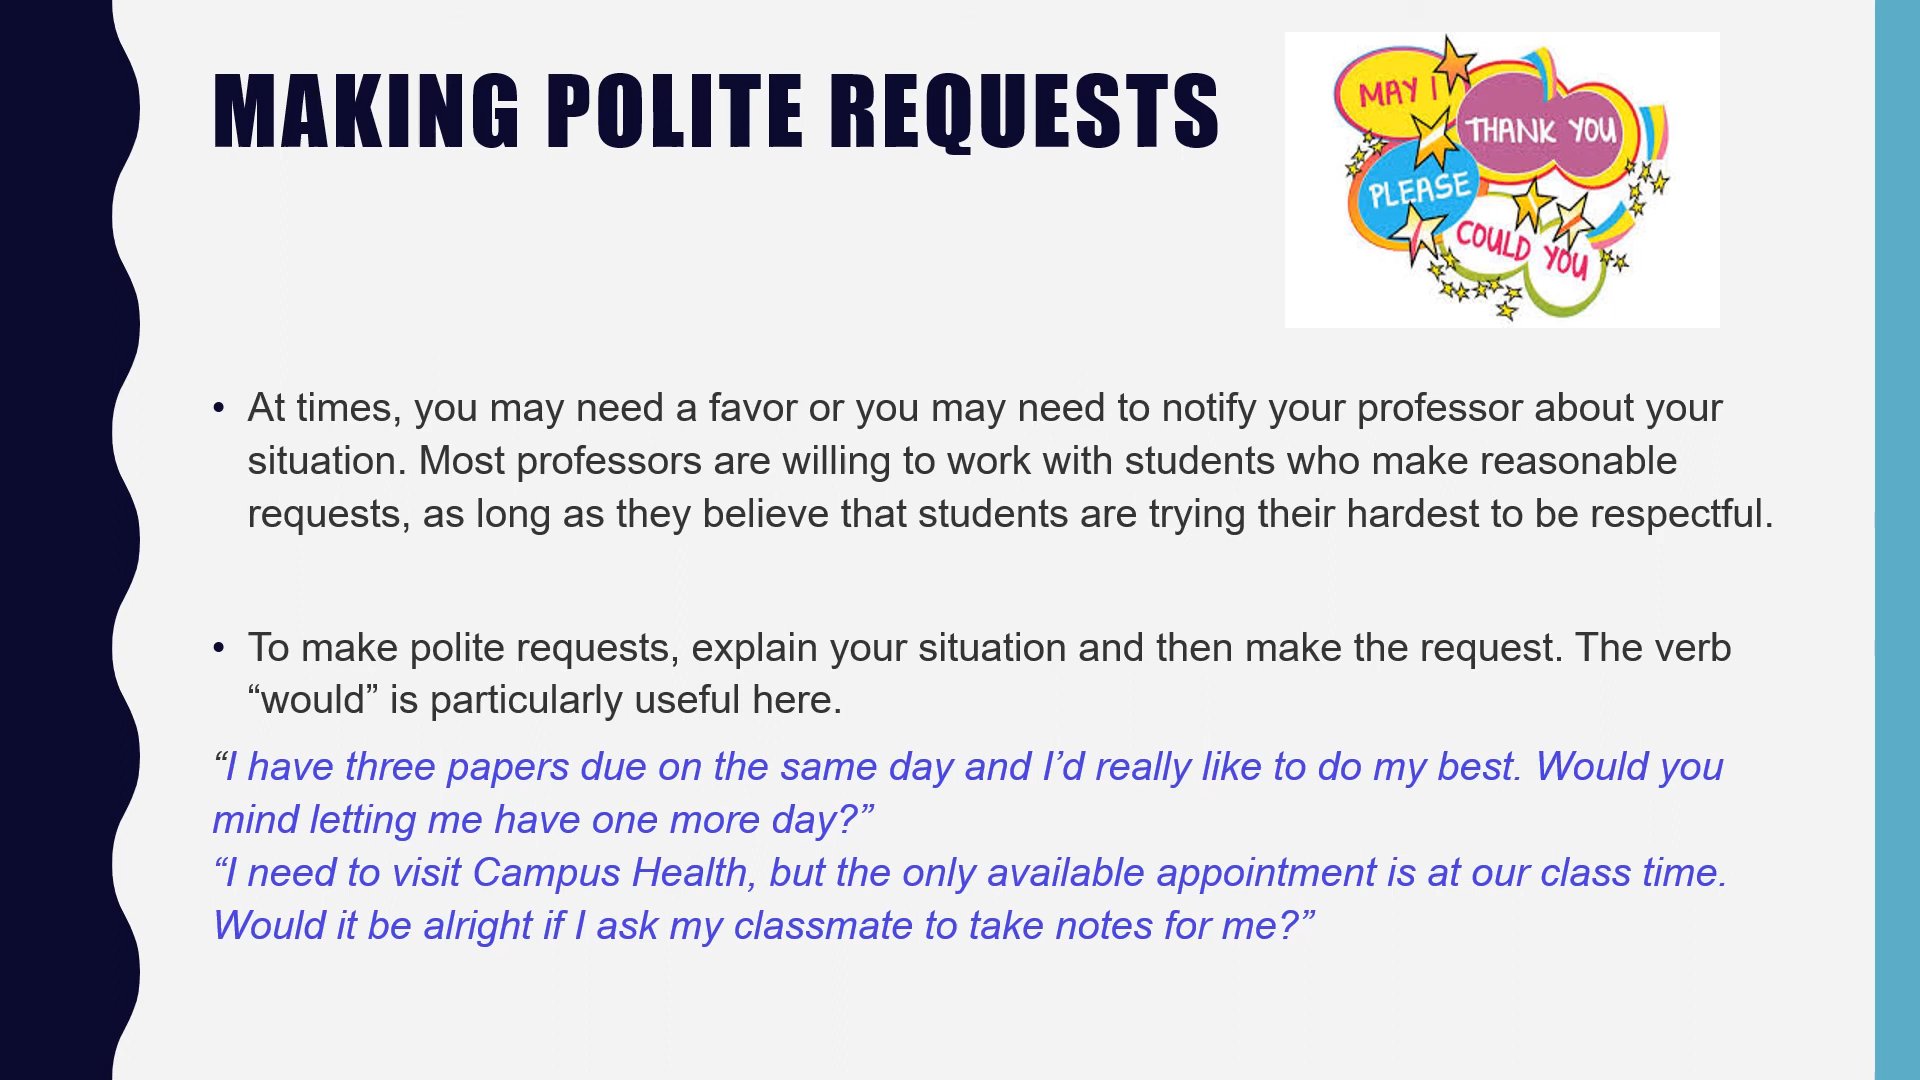 MAKING POLITE REQUESTS
MAY I
THANK YOU
PLEASE
COULD YOU
• At times, you may need a favor or you may need to notify your professor about your
situation. Most professors are willing to work with students who make reasonable
requests, as long as they believe that students are trying their hardest to be respectful.
• To make polite requests, explain your situation and then make the request. The verb
“would” is particularly useful here.
“I have three papers due on the same day and I’d really like to do my best. Would you
mind letting me have one more day?”
“I need to visit Campus Health, but the only available appointment is at our class time.
Would it be alright if I ask my classmate to take notes for me?”